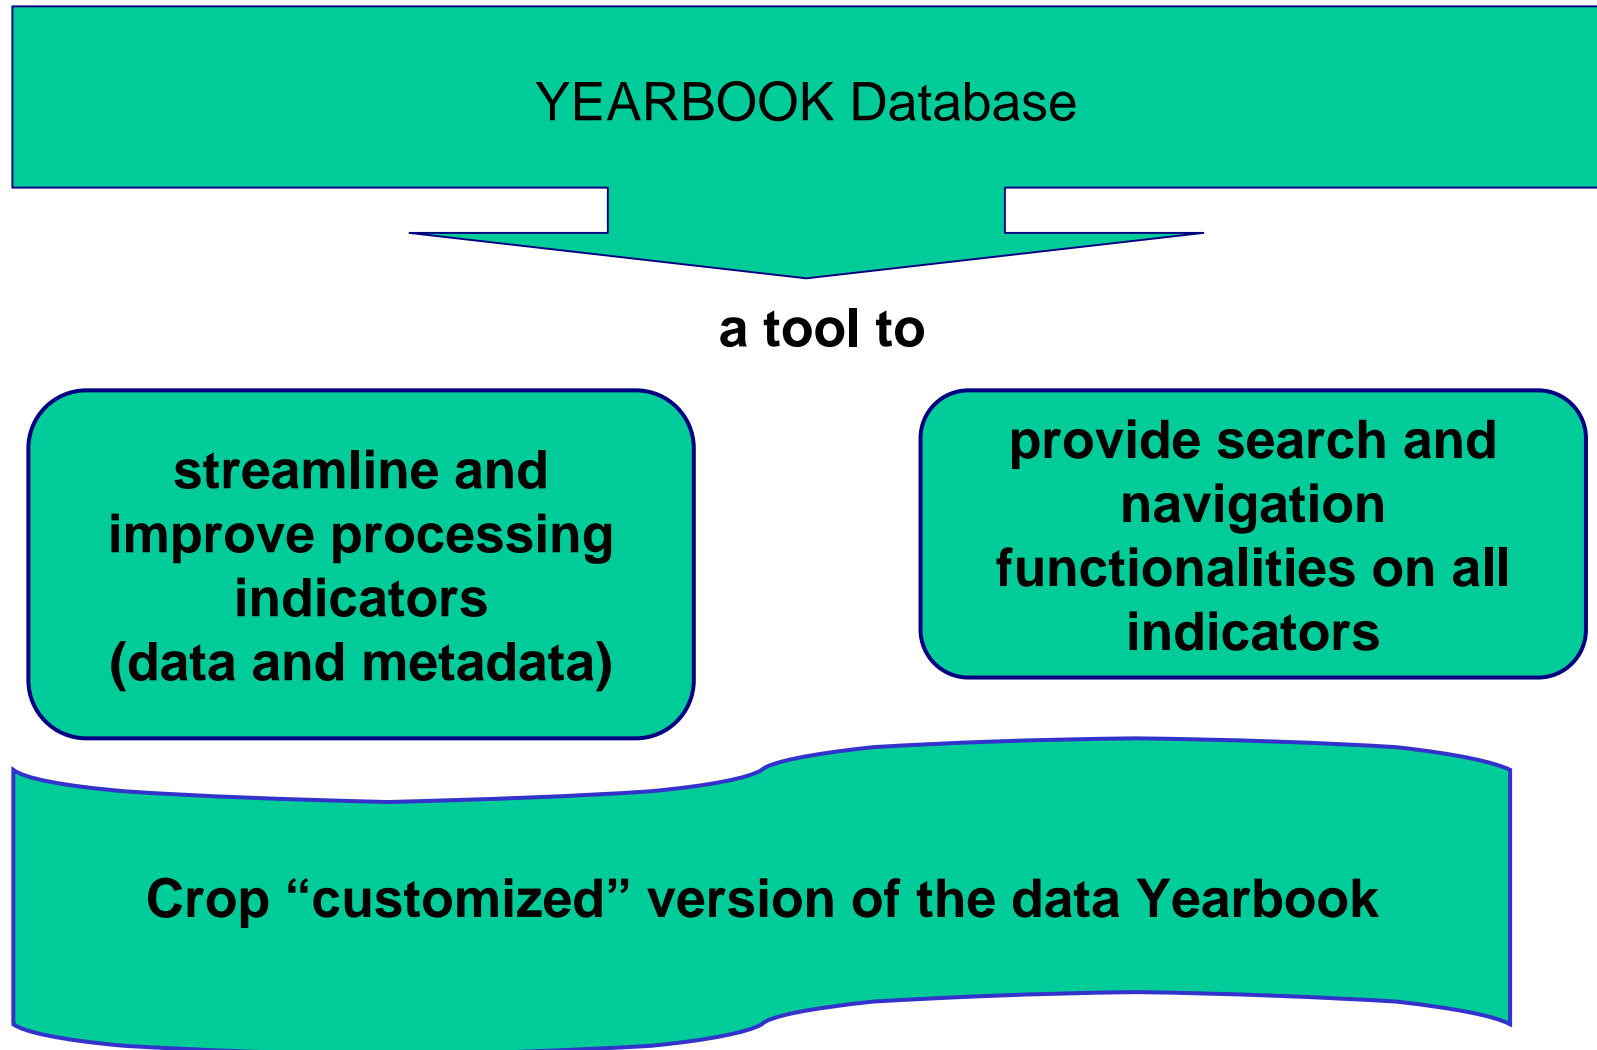 YEARBOOK Database
a tool to
streamline and
improve processing
indicators
(data and metadata)
provide search and
navigation
functionalities on all
indicators
Crop “customized” version of the data Yearbook